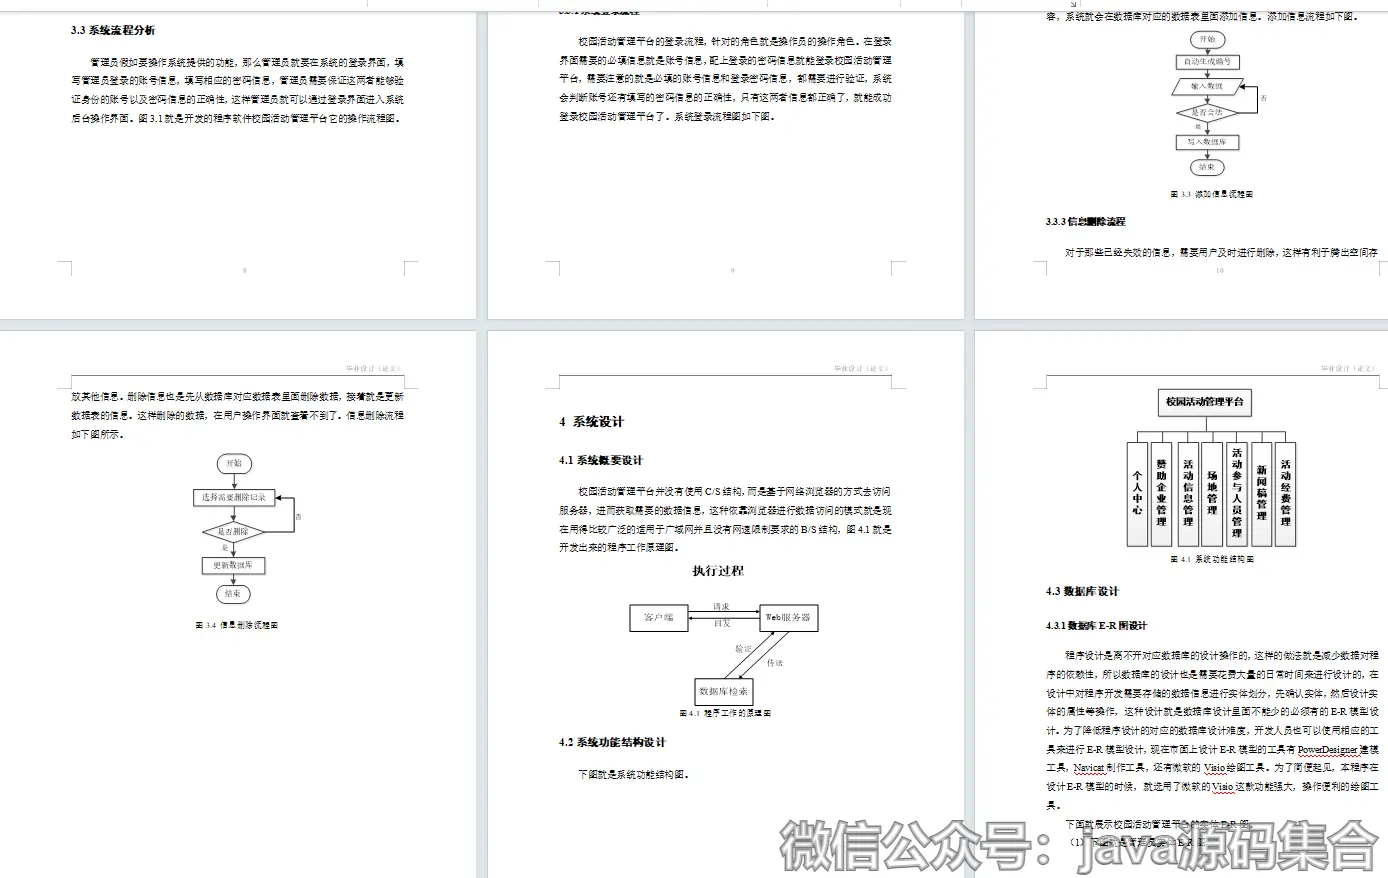 3.3 系统流程分析
管理员假如要操作系统提供的功能，那么管理员就要在系统的登录界面，填
写管理员登录的账号信息，填写相应的密码信息，管理员需要保证这两者能够验
证身份的账号以及密码信息的正确性，这样管理员就可以通过登录界面进入系统
后台操作界面。图 3.1 就是开发的程序软件校园活动管理平台它的操作流程图。
8
3.3.1 系统登录流程
校园活动管理平台的登录流程，针对的角色就是操作员的操作角色。在登录
界面需要的必填信息就是账号信息，配上登录的密码信息就能登录校园活动管理
平台，需要注意的就是必填的账号信息和登录密码信息，都需要进行验证，系统
会判断账号还有填写的密码信息的正确性，只有这两者信息都正确了，就能成功
登录校园活动管理平台了。系统登录流程图如下图。
9
容，系统就会在数据库对应的数据表里面添加信息。添加信息流程如下图。
开始
自动生成编号
输入数据
否
是否合法
是
写入数据库
结束
图 3.3 添加信息流程图
3.3.3 信息删除流程
对于那些已经失效的信息，需要用户及时进行删除，这样有利于腾出空间存
10
毕业设计（论文）
放其他信息。删除信息也是先从数据库对应数据表里面删除数据，接着就是更新
数据表的信息。这样删除的数据，在用户操作界面就查看不到了。信息删除流程
如下图所示。
开始
选择需要删除记录
否
是否删除
是
更新数据库
结束
图 3.4 信息删除流程图
毕业设计（论文）
4 系统设计
4.1 系统概要设计
校园活动管理平台并没有使用 C/S 结构，而是基于网络浏览器的方式去访问
服务器，进而获取需要的数据信息，这种依靠浏览器进行数据访问的模式就是现
在用得比较广泛的适用于广域网并且没有网速限制要求的 B/S 结构，图 4.1 就是
开发出来的程序工作原理图。
执行过程
客户端
请求
回发
Web服务器
验证
传送
数据库检索
图 4.1 程序工作的原理图
4.2 系统功能结构设计
下图就是系统功能结构图。
毕业设计（论文）
校园活动管理平台
个人中心
赞助企业管理
活动信息管理
场地管理
活动参与人员管理
新闻稿管理
活动经费管理
图 4.1 系统功能结构图
4.3 数据库设计
4.3.1 数据库 E-R 图设计
程序设计是离不开对应数据库的设计操作的，这样的做法就是减少数据对程
序的依赖性，所以数据库的设计也是需要花费大量的日常时间来进行设计的，在
设计中对程序开发需要存储的数据信息进行实体划分，先确认实体，然后设计实
体的属性等操作，这种设计就是数据库设计里面不能少的必须有的 E-R 模型设
计。为了降低程序设计的对应的数据库设计难度，开发人员也可以使用相应的工
具来进行 E-R 模型设计，现在市面上设计 E-R 模型的工具有 PowerDesigner 建模
工具，Navicat 制作工具，还有微软的 Visio 绘图工具。为了简便起见，本程序在
设计 E-R 模型的时候，就选用了微软的 Visio 这款功能强大，操作便利的绘图工
具。
下面就展示校园活动管理平台的实体 E-R 图。
（1）下图就是管理员实体 E-R 图
微信公众号：java源码集合